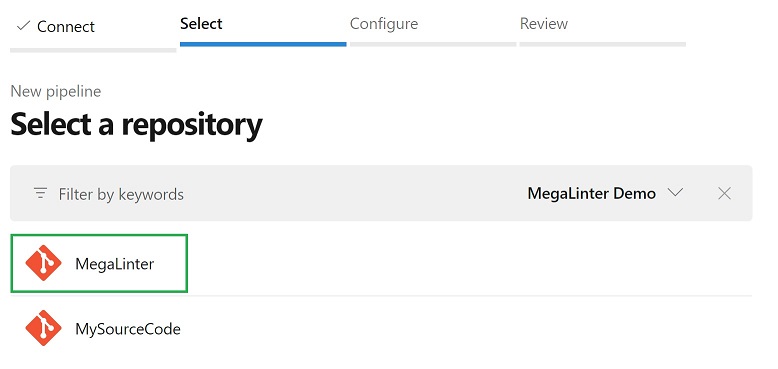 Connect Select Configure Review
New pipeline
Select a repository
Filter by keywords MegaLinter Demo
MegaLinter
MySourceCode